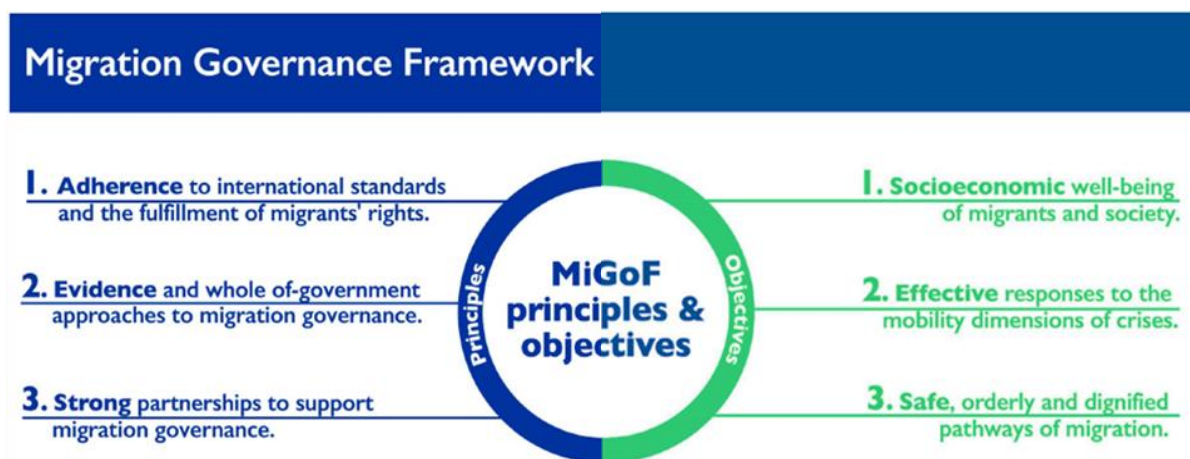 Migration Governance Framework
1. Adherence to international standards
and the fulfillment of migrants' rights.
2. Evidence and whole of-government
approaches to migration governance.
3. Strong partnerships to support
migration governance.
Principles
MiGoF
principles &
objectives
Objectives
1. Socioeconomic well-being
of migrants and society.
2. Effective responses to the
mobility dimensions of crises.
3. Safe, orderly and dignified
pathways of migration.